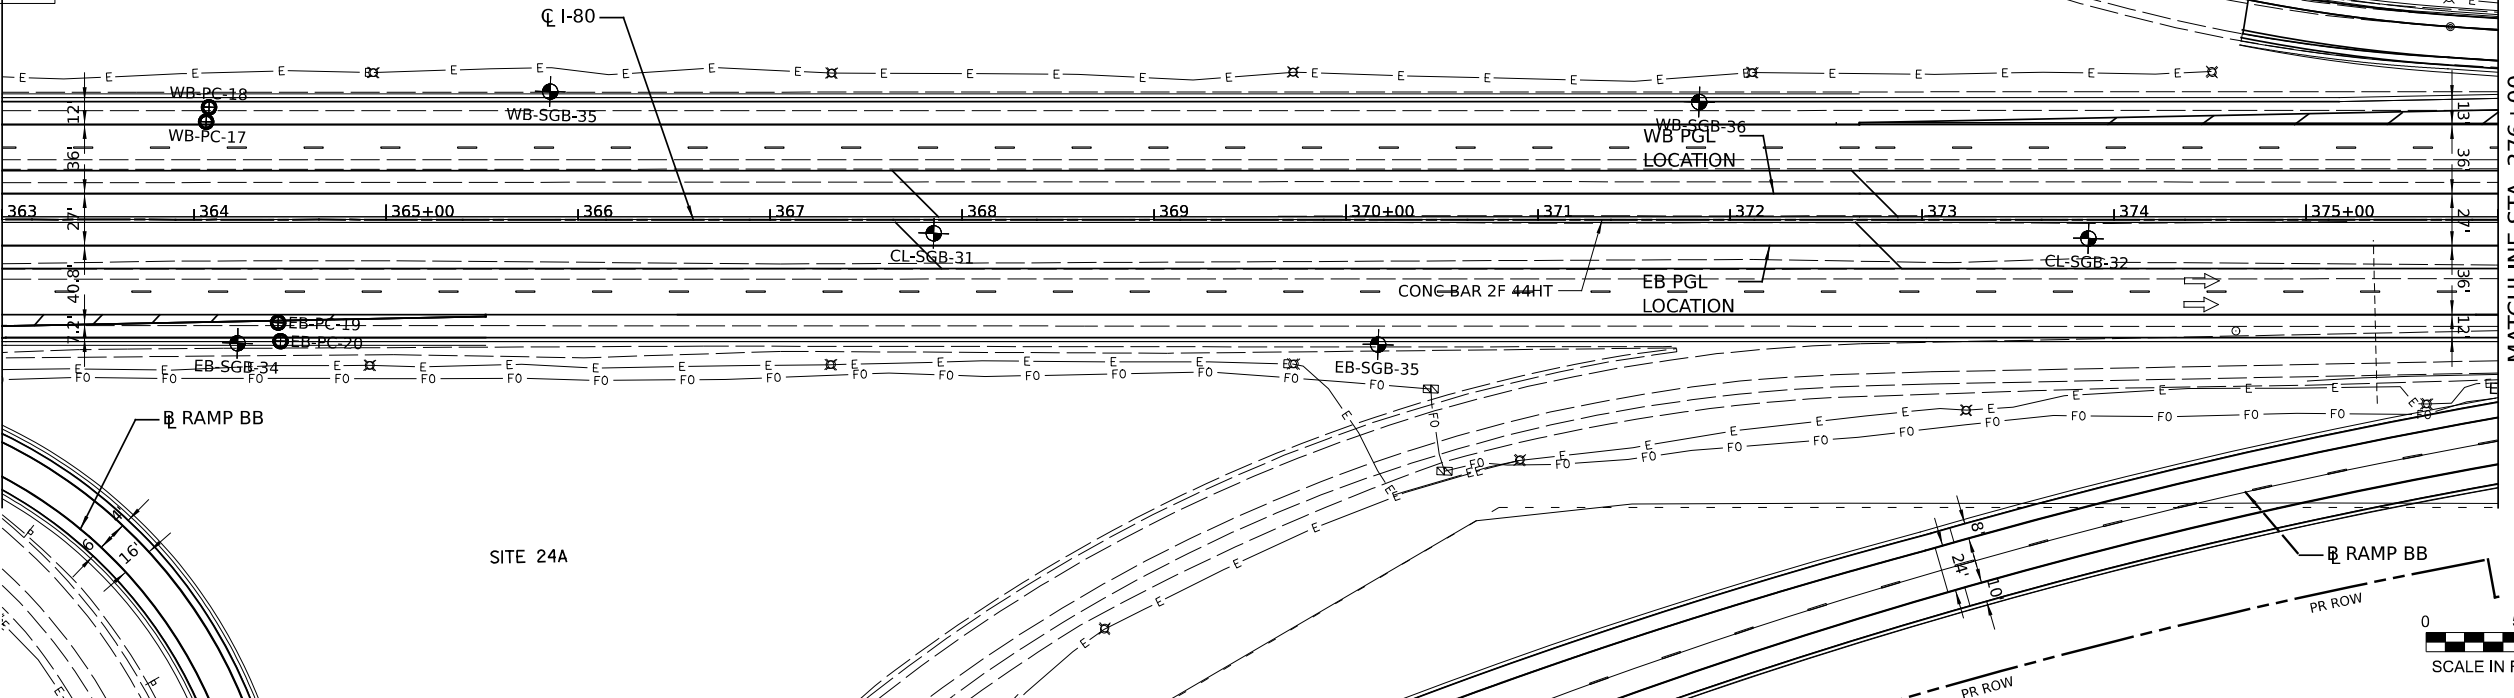 ℄ I-80
WB-PC-18
WB-PC-17
WB-SGB-35
WB-SGB-36
WB PGL
LOCATION
12'
36'
27'
40.8'
7.2'
13'
36'
27'
36'
12'
363
364
365+00
366
367
368
369
370+00
371
372
373
374
375+00
CL-SGB-31
CL-SGB-32
CONC BAR 2F 44HT
EB PGL
LOCATION
EB-PC-19
EB-PC-20
EB-SGB-34
EB-SGB-35
E
FO
BL RAMP BB
4'
16'
6'
SITE 24A
8'
24'
10'
BL RAMP BB
PR ROW
PR ROW
0
SCALE IN F